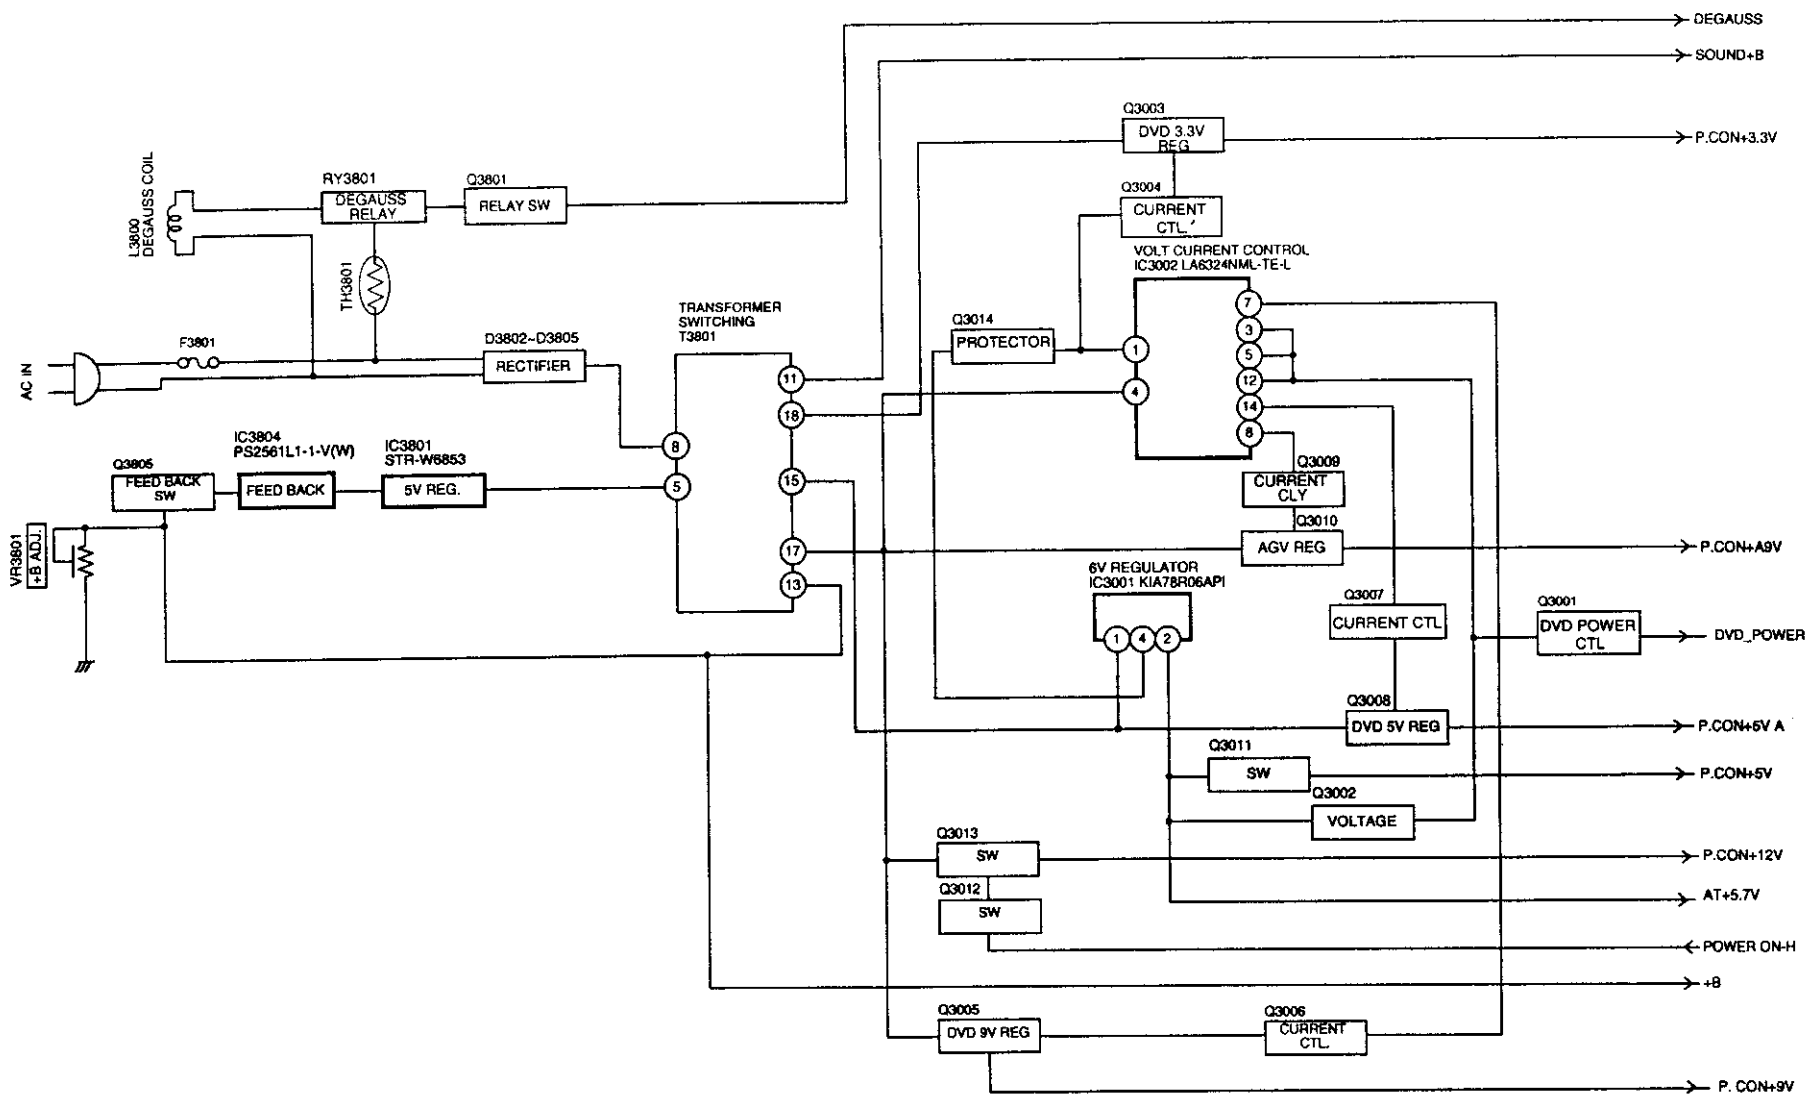 DEGAUSS
SOUND+B
Q3003
DVD 3.3V
REG
P.CON+3.3V
L3800
DEGAUSS COIL
RY3801
DEGAUSS
RELAY
Q3801
RELAY SW
Q3004
CURRENT
CTL.
VOLT CURRENT CONTROL
IC3002 LA6324NML-TE-L
TH3801
TRANSFORMER
SWITCHING
T3801
Q3014
PROTECTOR
7
3
5
12
14
8
1
4
AC IN
F3801
D3802~D3805
RECTIFIER
11
18
15
17
13
8
5
IC3804
PS2561L1-1-V(W)
IC3801
STR-W6853
Q3805
FEED BACK
SW
FEED BACK
5V REG.
VR3801
+B ADJ.
Q3009
CURRENT
CLY
Q3010
AGV REG
P.CON+A9V
6V REGULATOR
IC3001 KIA78R06API
1
4
2
Q3007
CURRENT CTL
Q3001
DVD POWER
CTL
DVD_POWER
Q3008
DVD 5V REG
P.CON+5V A
Q3011
SW
P.CON+5V
Q3002
VOLTAGE
Q3013
SW
P.CON+12V
Q3012
SW
AT+5.7V
POWER ON-H
+B
Q3005
DVD 9V REG
Q3006
CURRENT
CTL.
P. CON+9V